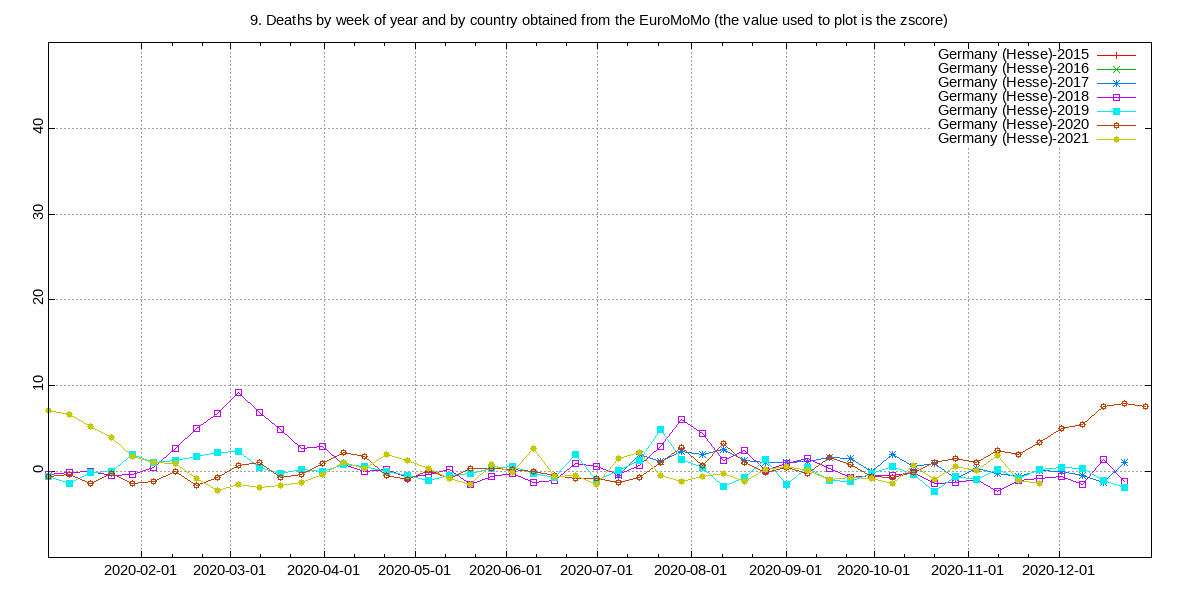 9. Deaths by week of year and by country obtained from the EuroMoMo (the value used to plot is the zscore)
Germany (Hesse)-2015
Germany (Hesse)-2016
Germany (Hesse)-2017
Germany (Hesse)-2018
Germany (Hesse)-2019
Germany (Hesse)-2020
Germany (Hesse)-2021
40
30
20
10
0
2020-02-01 2020-03-01 2020-04-01 2020-05-01 2020-06-01 2020-07-01 2020-08-01 2020-09-01 2020-10-01 2020-11-01 2020-12-01